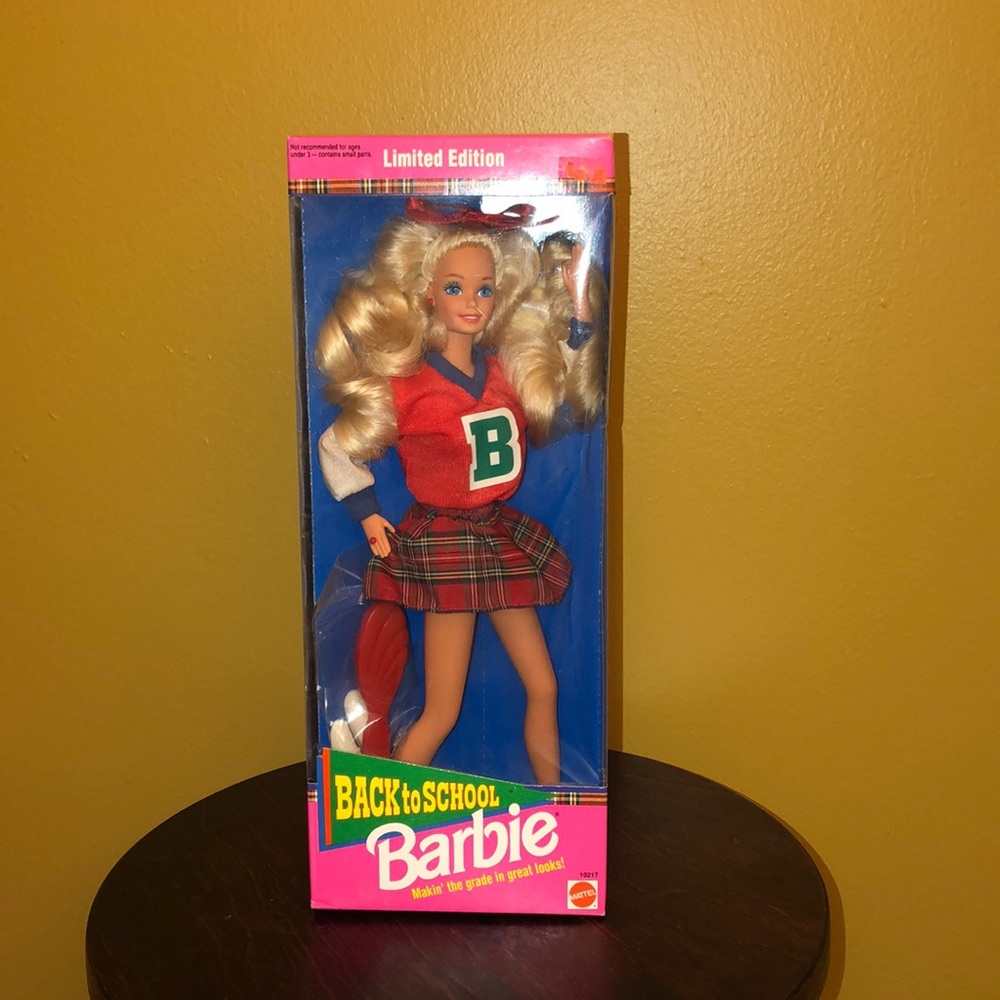 Not recommended for ages
under 3 — contains small parts.
Limited Edition
B
BACK to SCHOOL
Barbie
Makin' the grade in great looks!
10217
MATTEL